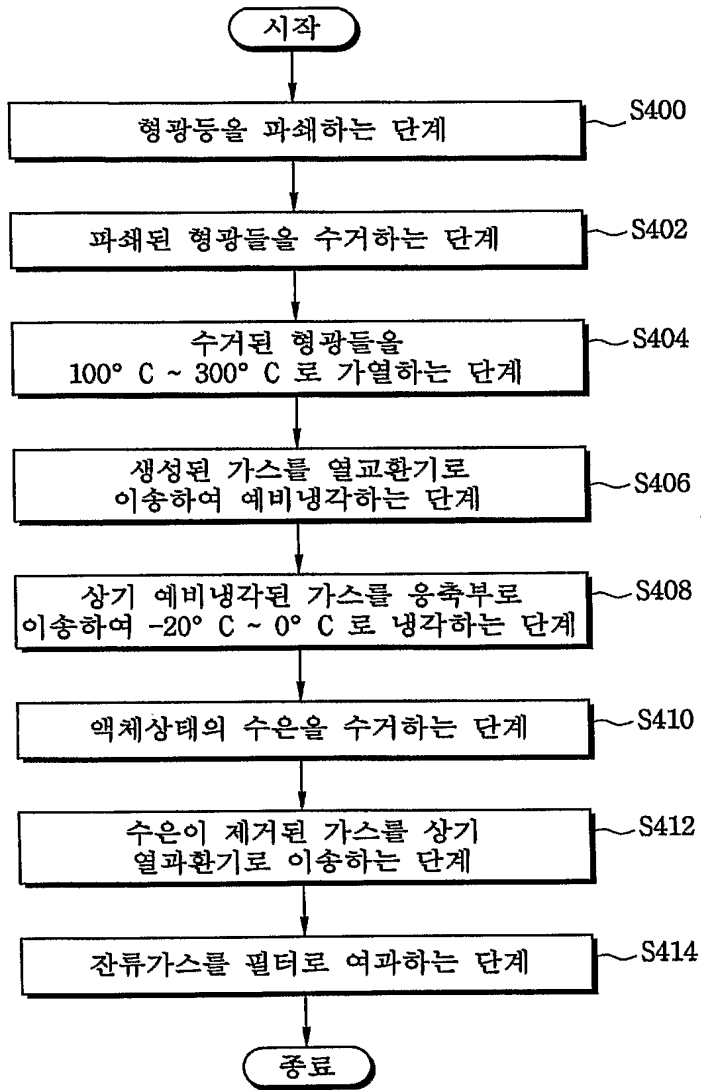 시작
형광등을 파쇄하는 단계
S400
파쇄된 형광들을 수거하는 단계
S402
수거된 형광들을
100° C ~ 300° C 로 가열하는 단계
S404
생성된 가스를 열교환기로
이송하여 예비냉각하는 단계
S406
상기 예비냉각된 가스를 응축부로
이송하여 -20° C ~ 0° C 로 냉각하는 단계
S408
액체상태의 수은을 수거하는 단계
S410
수은이 제거된 가스를 상기
열과환기로 이송하는 단계
S412
잔류가스를 필터로 여과하는 단계
S414
종료